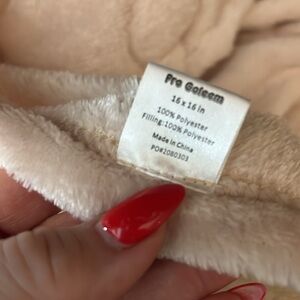 Pro Goleem
16 x 16 in
100% Polyester
Filling:100% Polyester
Made in China
PO#2080303